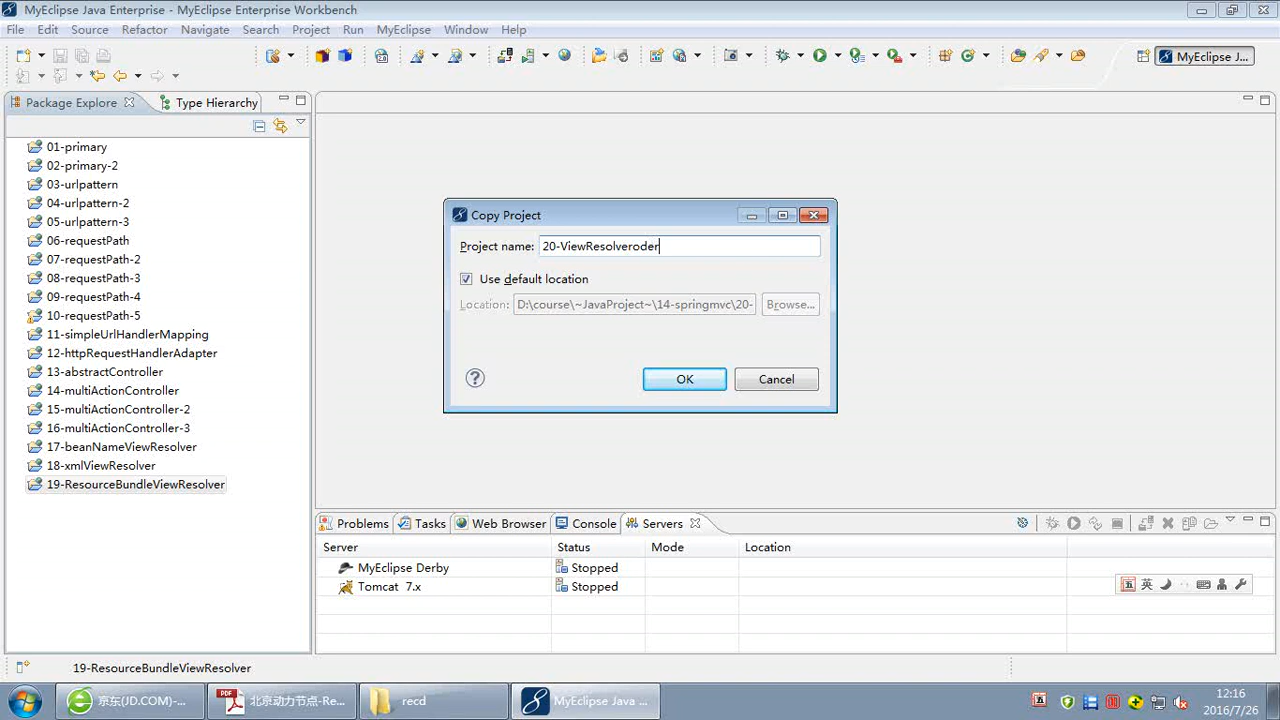 MyEclipse Java Enterprise - MyEclipse Enterprise Workbench
File Edit Source Refactor Navigate Search Project Run MyEclipse Window Help
MyEclipse J...
Package Explore Type Hierarchy
01-primary
02-primary-2
03-urlpattern
04-urlpattern-2
05-urlpattern-3
06-requestPath
07-requestPath-2
08-requestPath-3
09-requestPath-4
10-requestPath-5
11-simpleUrlHandlerMapping
12-httpRequestHandlerAdapter
13-abstractController
14-multiActionController
15-multiActionController-2
16-multiActionController-3
17-beanNameViewResolver
18-xmlViewResolver
19-ResourceBundleViewResolver
Copy Project
Project name: 20-ViewResolveroder
Use default location
Location: D:\course\~JavaProject~\14-springmvc\20- Browse...
OK Cancel
Problems Tasks Web Browser Console Servers
Server Status Mode Location
MyEclipse Derby Stopped
Tomcat 7.x Stopped
五 英
19-ResourceBundleViewResolver
京东(JD.COM)-... 北京动力节点-Re... recd MyEclipse Java ...
12:16
2016/7/26